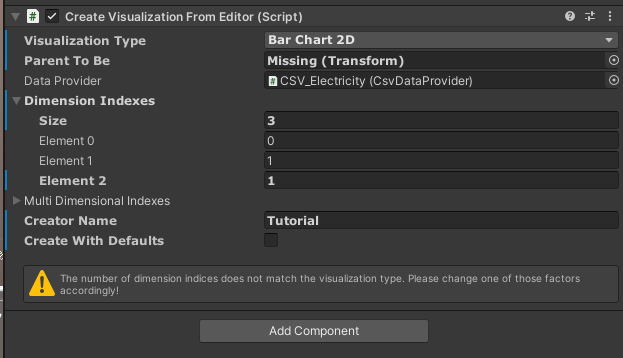 Create Visualization From Editor (Script)
Visualization Type Bar Chart 2D
Parent To Be Missing (Transform)
Data Provider CSV_Electricity (CsvDataProvider)
Dimension Indexes
Size 3
Element 0 0
Element 1 1
Element 2 1
Multi Dimensional Indexes
Creator Name Tutorial
Create With Defaults
The number of dimension indices does not match the visualization type. Please change one of those factors
accordingly!
Add Component